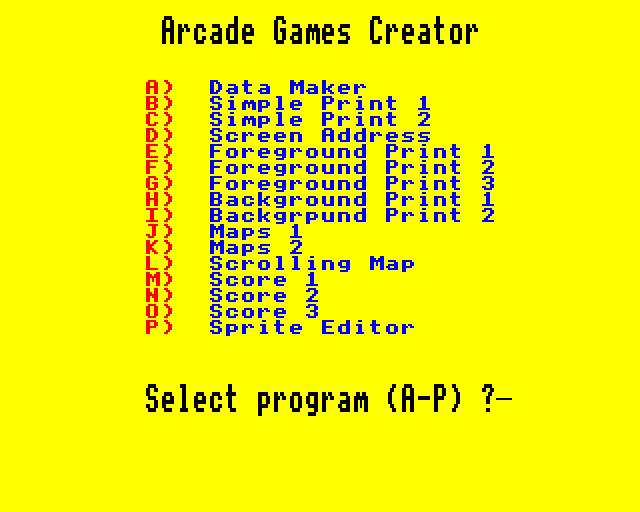 Arcade Games Creator
A) Data Maker
B) Simple Print 1
C) Simple Print 2
D) Screen Address
E) Foreground Print 1
F) Foreground Print 2
G) Foreground Print 3
H) Background Print 1
I) Backgrpund Print 2
J) Maps 1
K) Maps 2
L) Scrolling Map
M) Score 1
N) Score 2
O) Score 3
P) Sprite Editor
Select program (A-P) ?